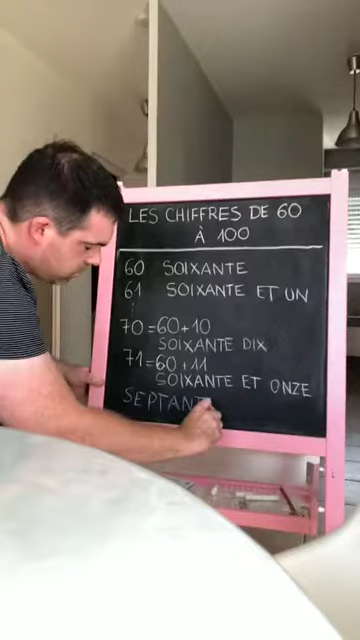 LES CHIFFRES DE 60
À 100
60 SOIXANTE
61 SOIXANTE ET UN
⋮
70=60+10
SOIXANTE DIX
71=60+11
SOIXANTE ET ONZE
SEPTANT